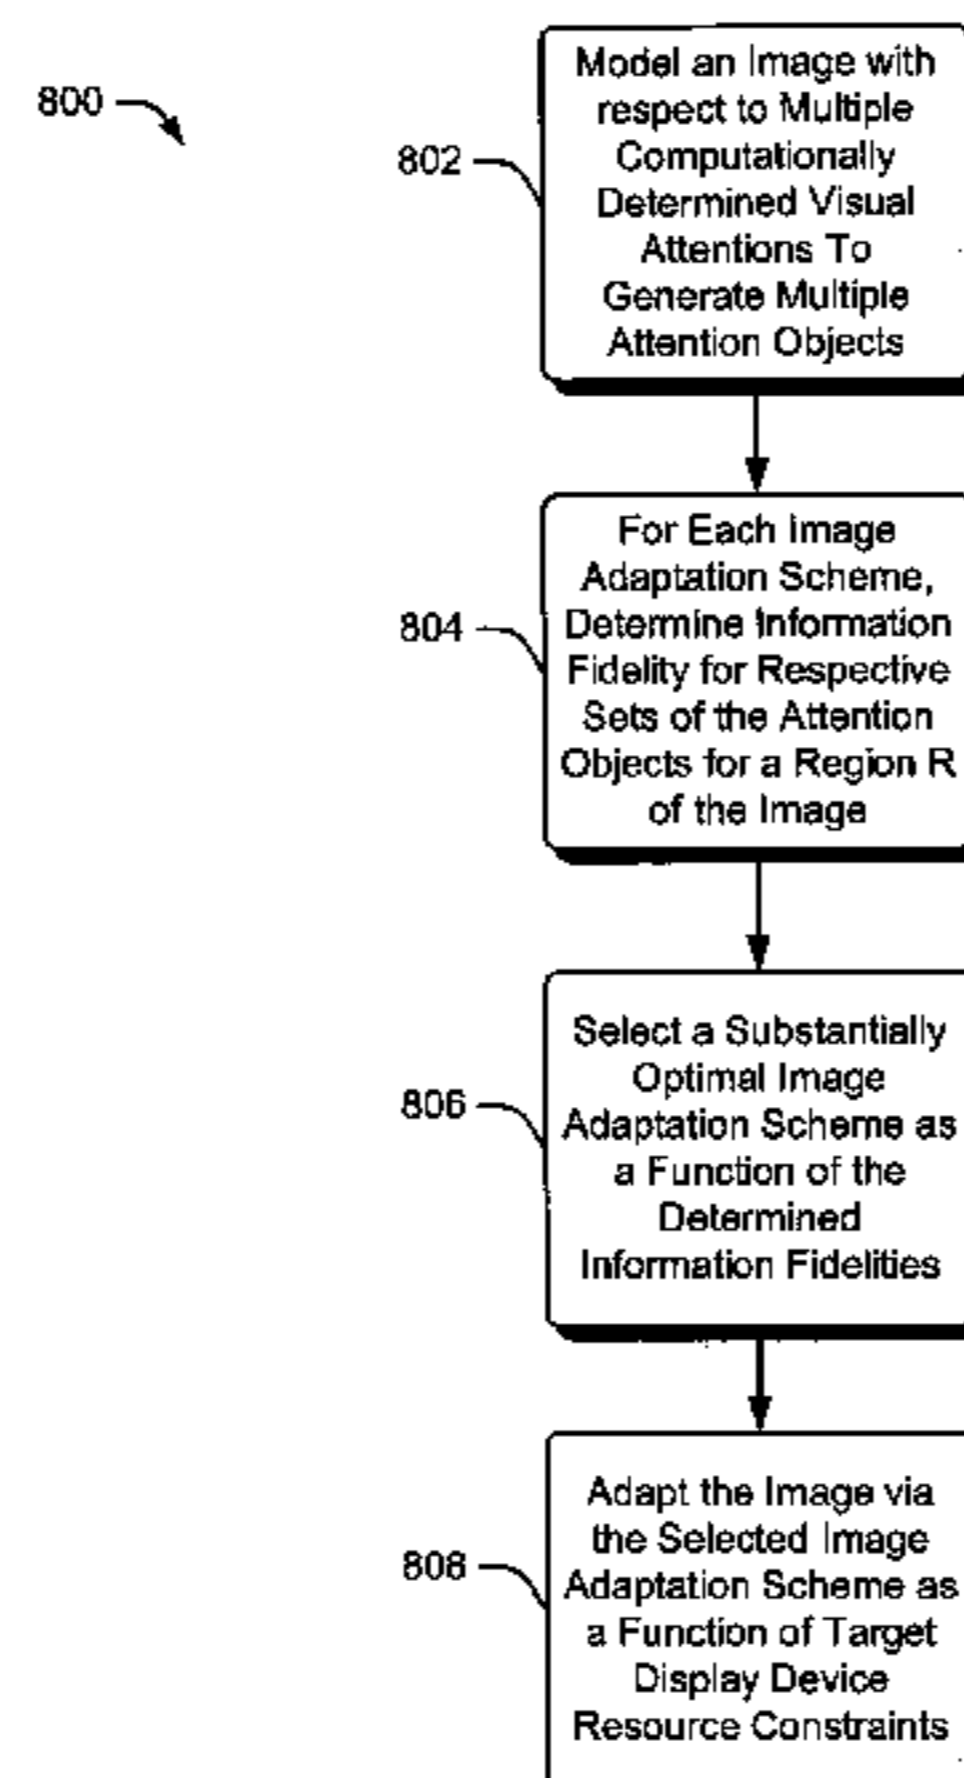 800
802
Model an Image with
respect to Multiple
Computationally
Determined Visual
Attentions To
Generate Multiple
Attention Objects
804
For Each Image
Adaptation Scheme,
Determine Information
Fidelity for Respective
Sets of the Attention
Objects for a Region R
of the Image
806
Select a Substantially
Optimal Image
Adaptation Scheme as
a Function of the
Determined
Information Fidelities
808
Adapt the Image via
the Selected Image
Adaptation Scheme as
a Function of Target
Display Device
Resource Constraints